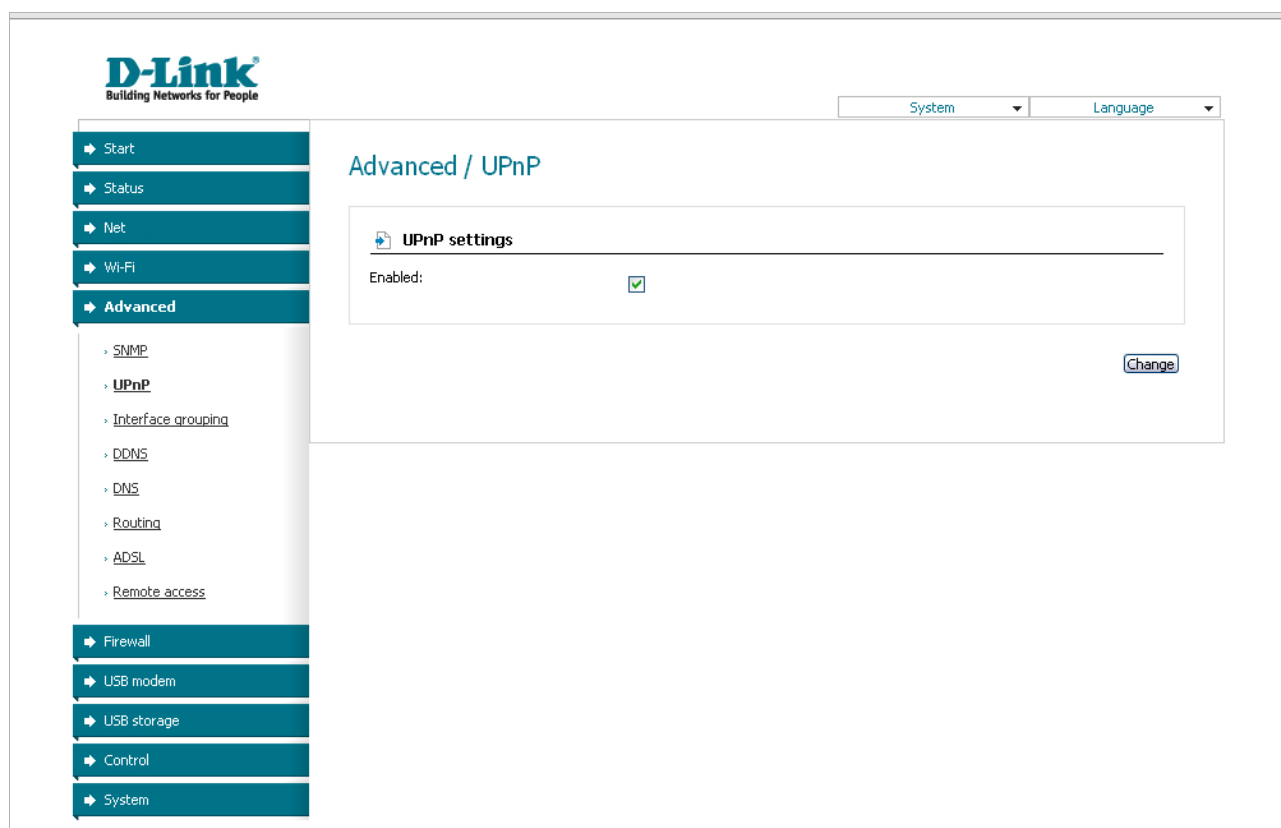 D-Link®
Building Networks for People
System
Language
Start
Status
Net
Wi-Fi
Advanced
SNMP
UPnP
Interface grouping
DDNS
DNS
Routing
ADSL
Remote access
Firewall
USB modem
USB storage
Control
System
Advanced / UPnP
UPnP settings
Enabled:
Change